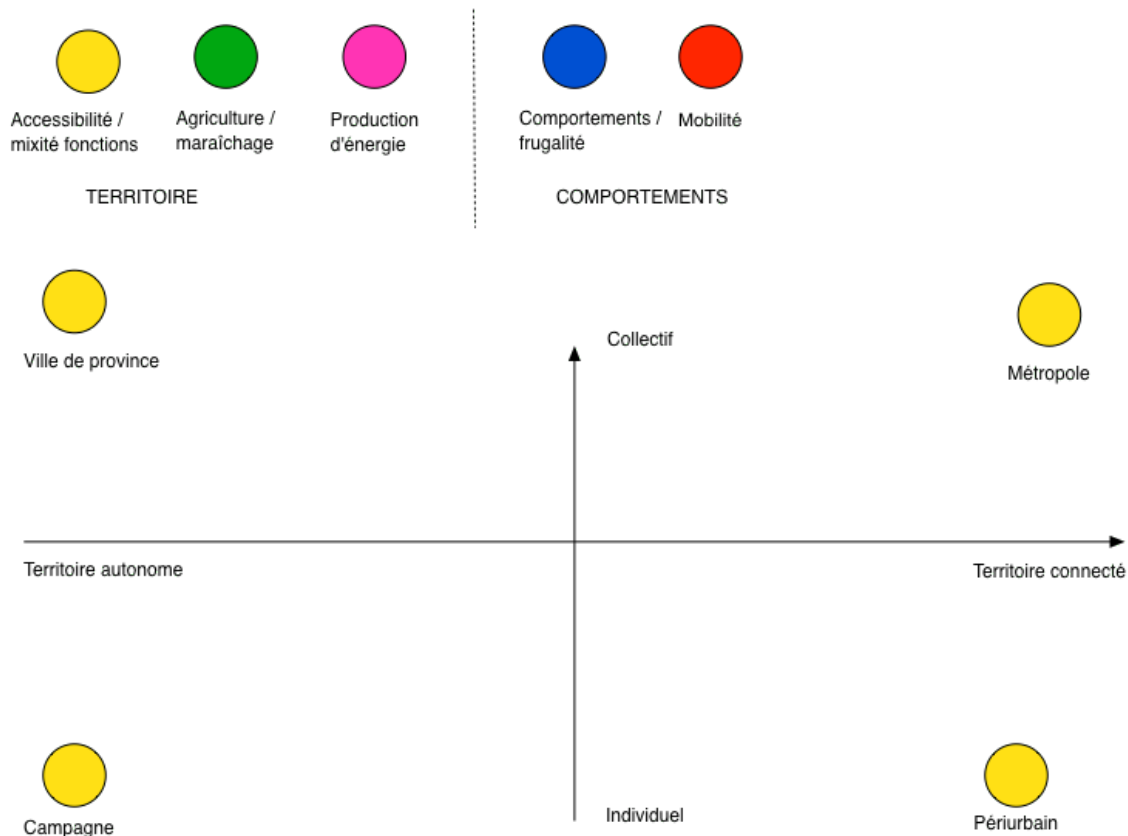 Accessibilité /
mixité fonctions
Agriculture /
maraîchage
Production
d'énergie
Comportements /
frugalité
Mobilité
TERRITOIRE
COMPORTEMENTS
Ville de province
Collectif
Métropole
Territoire autonome
Territoire connecté
Campagne
Individuel
Périurbain